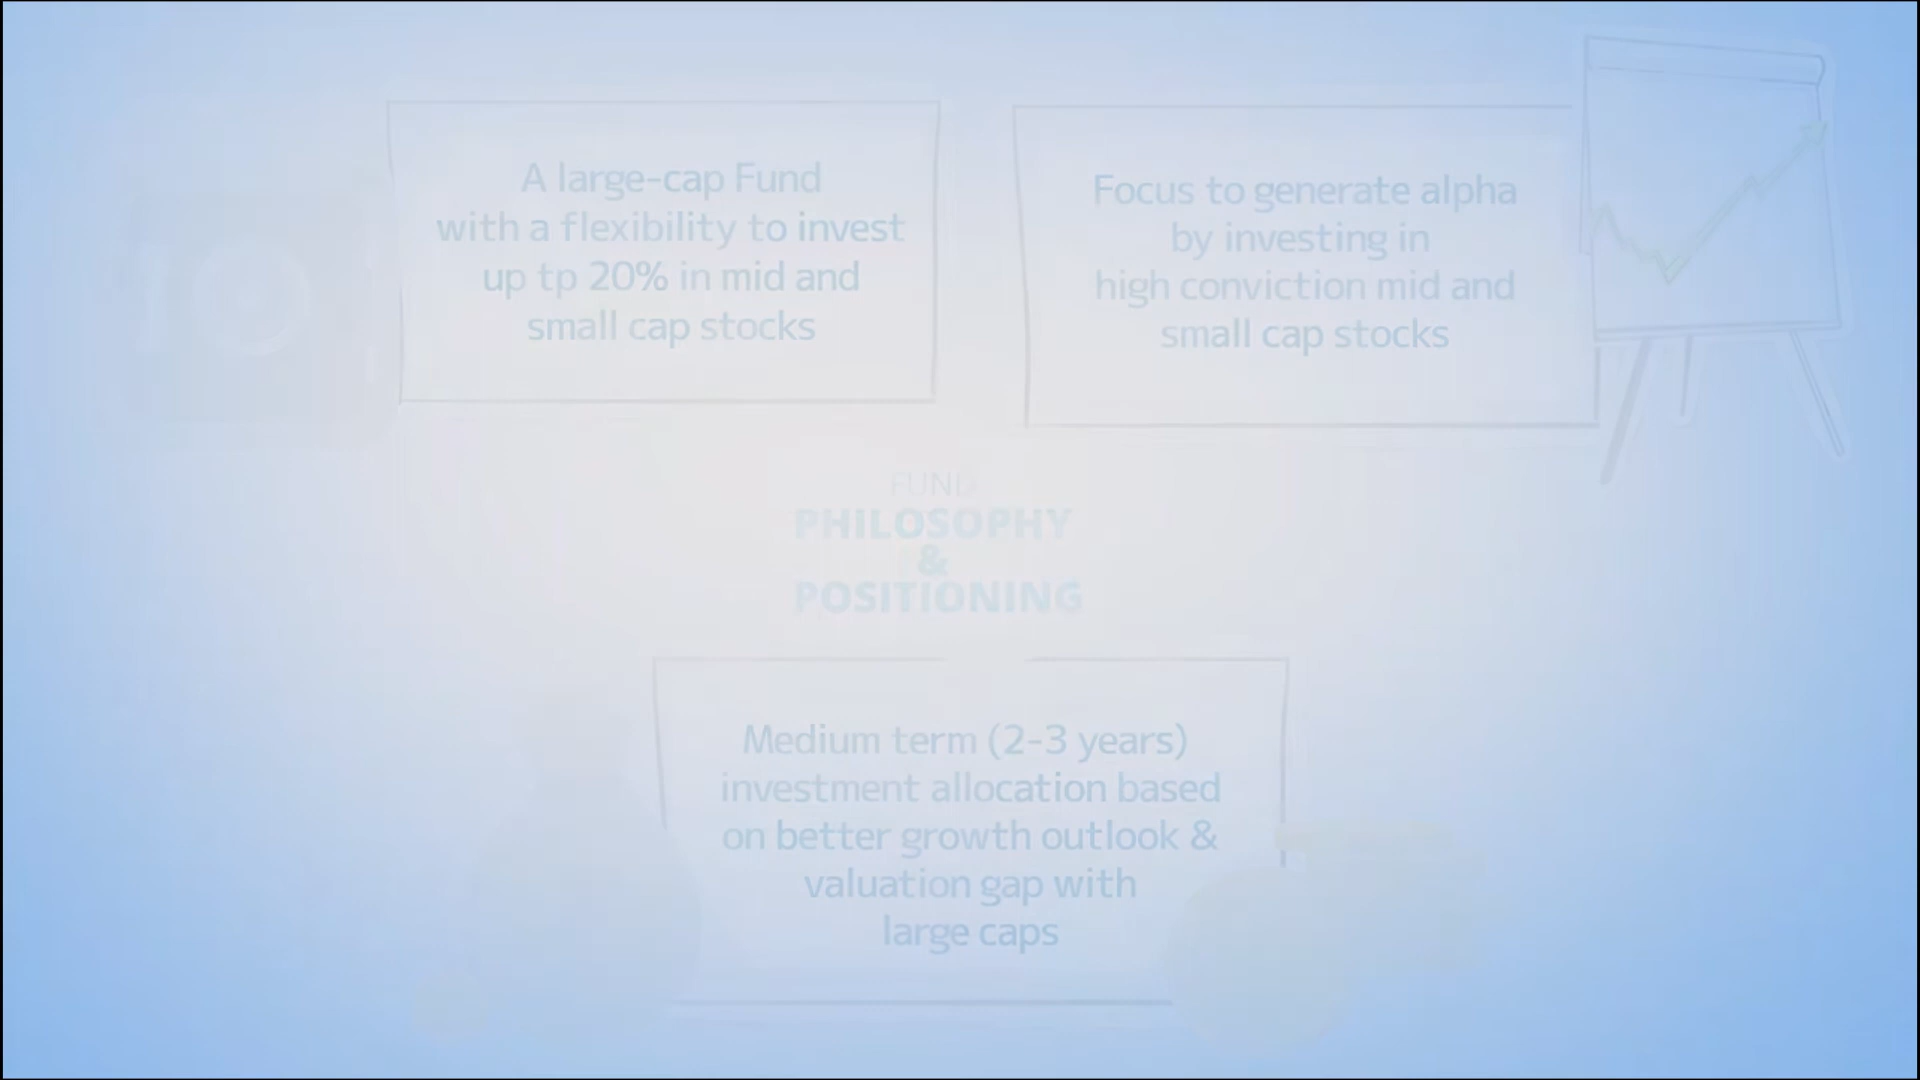 A large-cap Fund
with a flexibility to invest
up tp 20% in mid and
small cap stocks
Focus to generate alpha
by investing in
high conviction mid and
small cap stocks
FUND
PHILOSOPHY
&
POSITIONING
Medium term (2-3 years)
investment allocation based
on better growth outlook &
valuation gap with
large caps